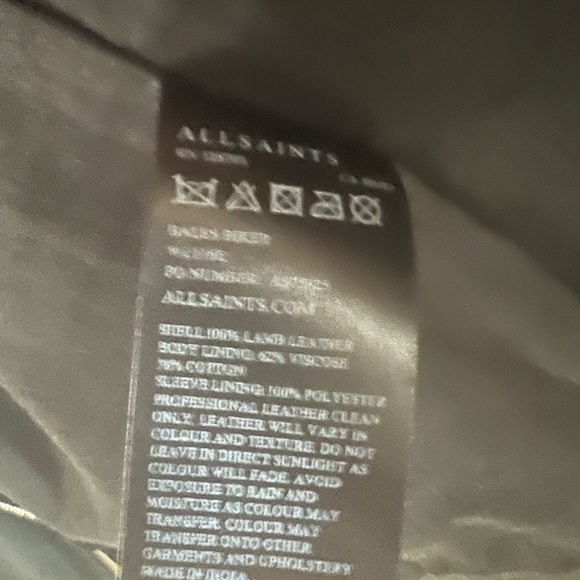 ALLSAINTS
RN
BALES BIKER
PO NUMBER:
ALLSAINTS.COM
SHELL 100% LAMB LEATHER
BODY LINING: 62% VISCOSE
38% COTTON
SLEEVE LINING: 100% POLYESTER
PROFESSIONAL LEATHER CLEAN
ONLY. LEATHER WILL VARY IN
COLOUR AND TEXTURE. DO NOT
LEAVE IN DIRECT SUNLIGHT AS
COLOUR WILL FADE. AVOID
EXPOSURE TO RAIN AND
MOISTURE AS COLOUR MAY
TRANSFER. COLOUR MAY
TRANSFER ONTO OTHER
GARMENTS AND UPHOLSTERY
MADE IN INDIA